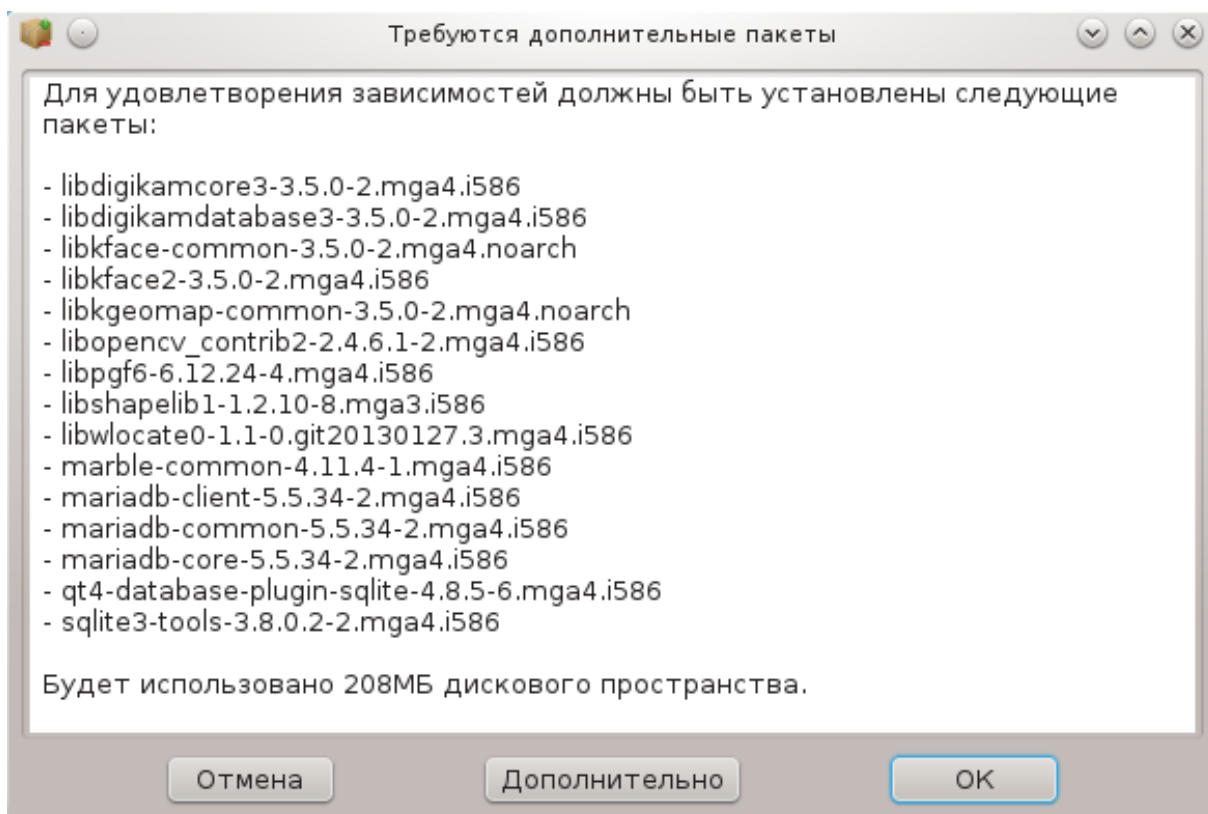 Требуются дополнительные пакеты
Для удовлетворения зависимостей должны быть установлены следующие
пакеты:
- libdigikamcore3-3.5.0-2.mga4.i586
- libdigikamdatabase3-3.5.0-2.mga4.i586
- libkface-common-3.5.0-2.mga4.noarch
- libkface2-3.5.0-2.mga4.i586
- libkgeomap-common-3.5.0-2.mga4.noarch
- libopencv_contrib2-2.4.6.1-2.mga4.i586
- libpgf6-6.12.24-4.mga4.i586
- libshapelib1-1.2.10-8.mga3.i586
- libwlocate0-1.1-0.git20130127.3.mga4.i586
- marble-common-4.11.4-1.mga4.i586
- mariadb-client-5.5.34-2.mga4.i586
- mariadb-common-5.5.34-2.mga4.i586
- mariadb-core-5.5.34-2.mga4.i586
- qt4-database-plugin-sqlite-4.8.5-6.mga4.i586
- sqlite3-tools-3.8.0.2-2.mga4.i586
Будет использовано 208МБ дискового пространства.
Отмена Дополнительно OK